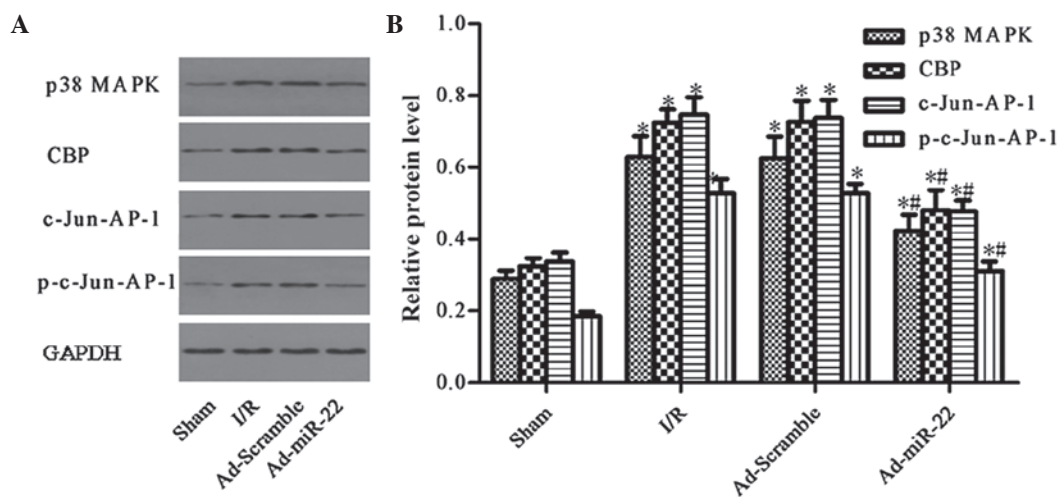 A
p38 MAPK
CBP
c-Jun-AP-1
p-c-Jun-AP-1
GAPDH
Sham
I/R
Ad-Scramble
Ad-miR-22
B
Relative protein level
1.0
0.8
0.6
0.4
0.2
0.0
p38 MAPK
CBP
c-Jun-AP-1
p-c-Jun-AP-1
* * * *
* * * *
*# *# *# *#
Sham
I/R
Ad-Scramble
Ad-miR-22